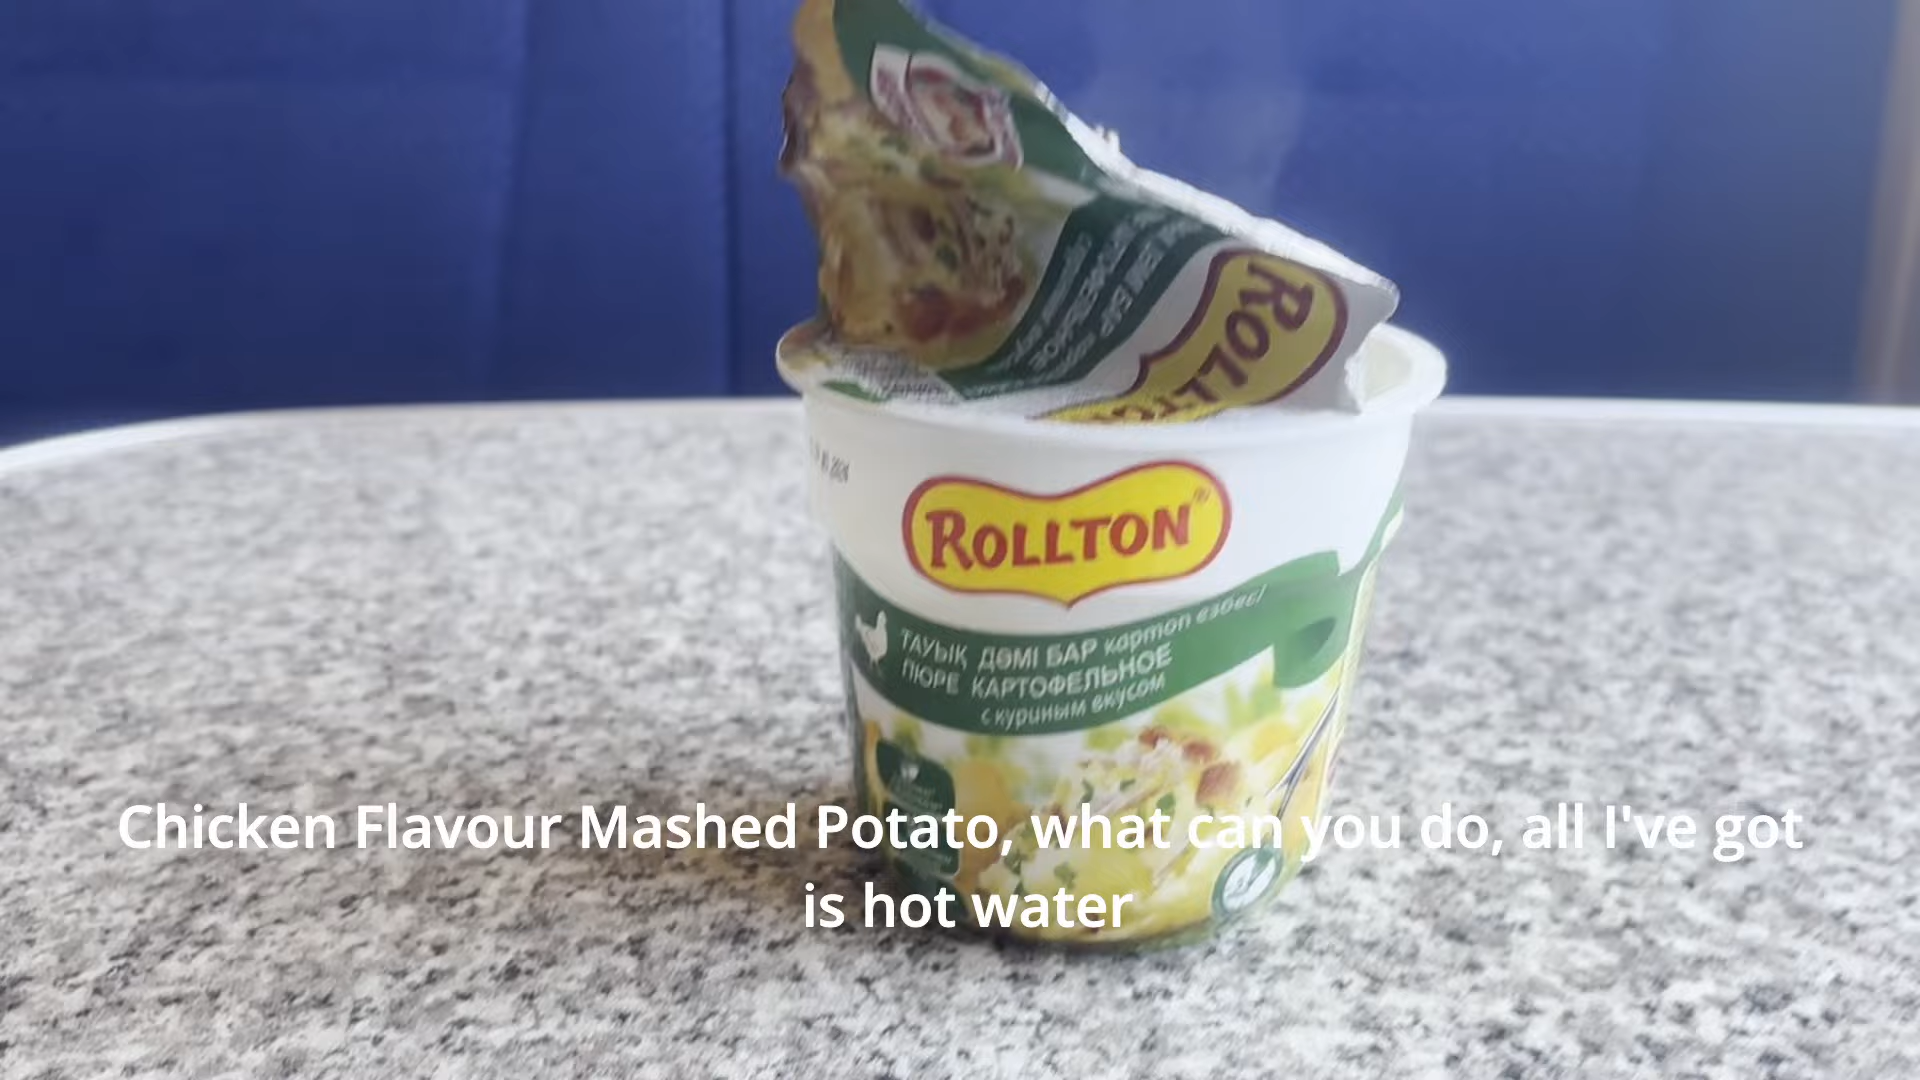 ROLLTON
ROLLTON
ТАУЫҚ ДӘМІ БАР картоп езбесі/
ПЮРЕ КАРТОФЕЛЬНОЕ
с куриным вкусом
Chicken Flavour Mashed Potato, what can you do, all I've got
is hot water